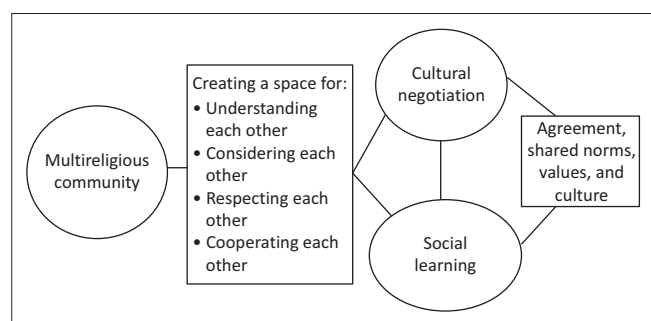 Multireligious
community
Creating a space for:
• Understanding
each other
• Considering each
other
• Respecting each
other
• Cooperating each
other
Cultural
negotiation
Social
learning
Agreement,
shared norms,
values, and
culture